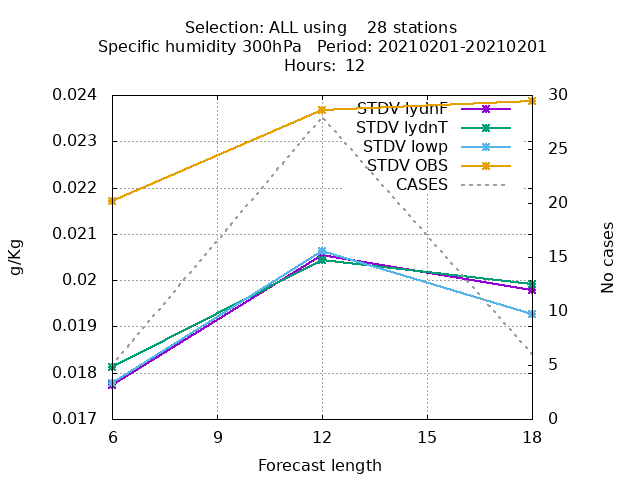 Selection: ALL using    28 stations
Specific humidity 300hPa   Period: 20210201-20210201
Hours: 12
0.024
0.023
0.022
0.021
0.02
0.019
0.018
0.017
g/Kg
STDV lydnF
STDV lydnT
STDV lowp
STDV OBS
CASES
30
25
20
15
10
5
0
No cases
6 9 12 15 18
Forecast length